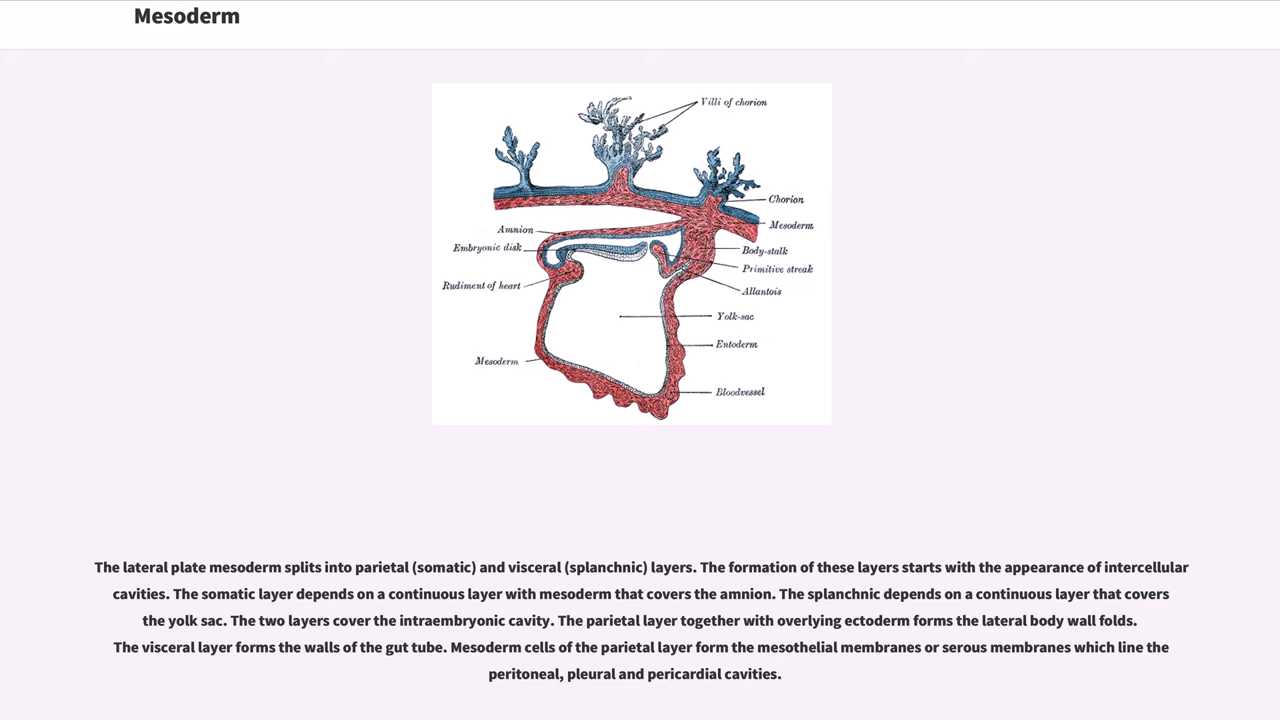 Mesoderm
Villi of chorion
Chorion
Mesoderm
Amnion
Embryonic disk
Body-stalk
Primitive streak
Rudiment of heart
Allantois
Yolk-sac
Entoderm
Mesoderm
Bloodvessel
The lateral plate mesoderm splits into parietal (somatic) and visceral (splanchnic) layers. The formation of these layers starts with the appearance of intercellular
cavities. The somatic layer depends on a continuous layer with mesoderm that covers the amnion. The splanchnic depends on a continuous layer that covers
the yolk sac. The two layers cover the intraembryonic cavity. The parietal layer together with overlying ectoderm forms the lateral body wall folds.
The visceral layer forms the walls of the gut tube. Mesoderm cells of the parietal layer form the mesothelial membranes or serous membranes which line the
peritoneal, pleural and pericardial cavities.